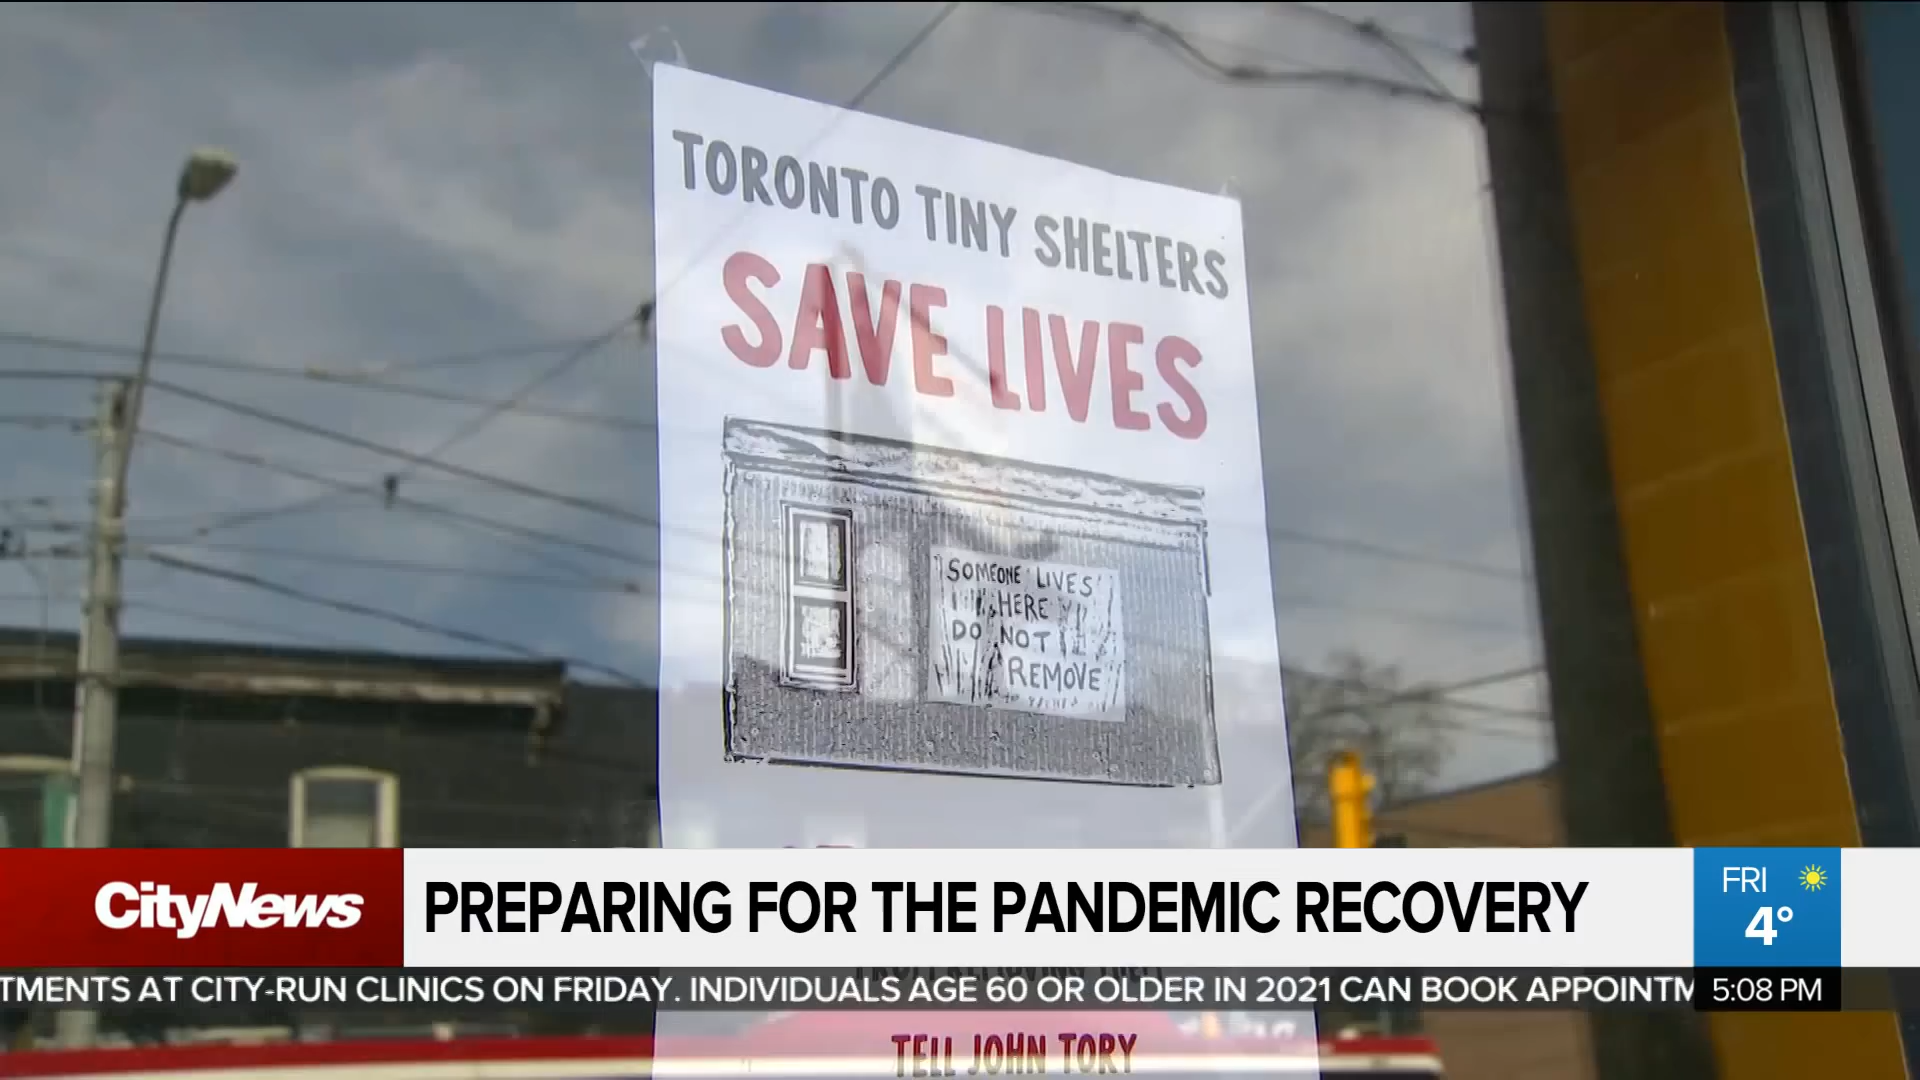 TORONTO TINY SHELTERS
SAVE LIVES
SOMEONE LIVES
HERE
DO NOT
REMOVE
CityNews
PREPARING FOR THE PANDEMIC RECOVERY
FRI
4°
TMENTS AT CITY-RUN CLINICS ON FRIDAY. INDIVIDUALS AGE 60 OR OLDER IN 2021 CAN BOOK APPOINTM
5:08 PM
TELL JOHN TORY